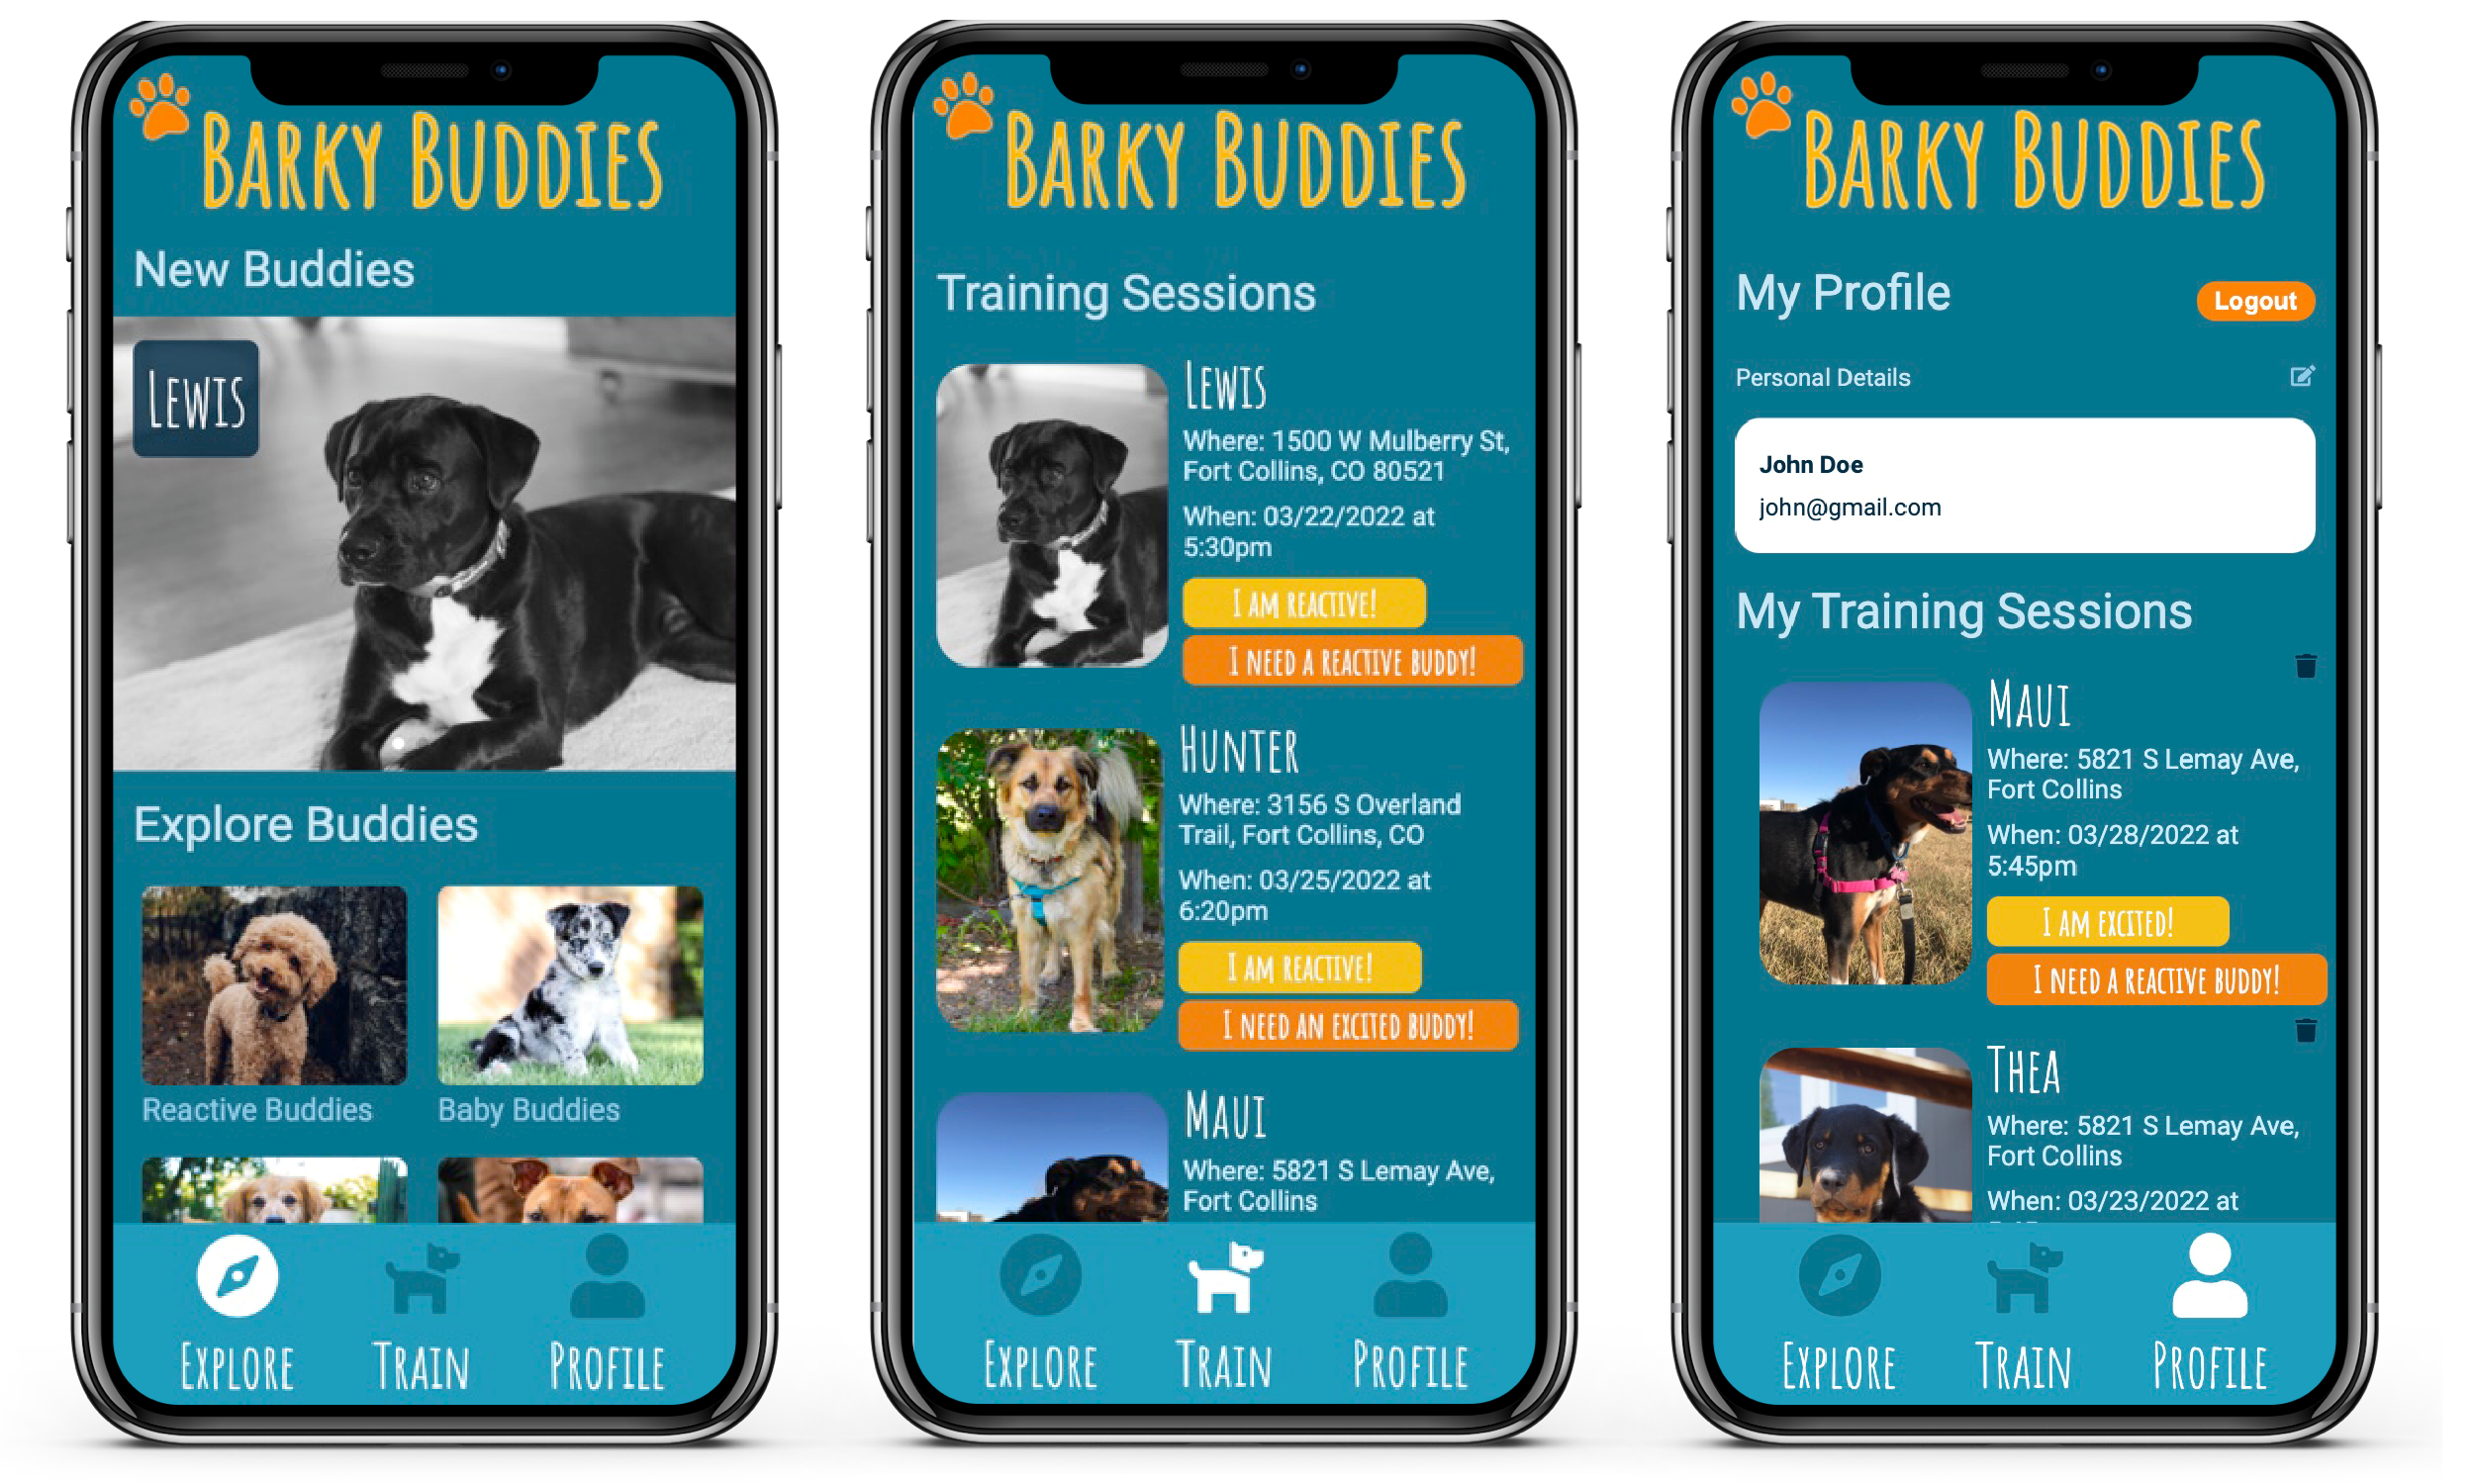 BARKY BUDDIES
New Buddies
LEWIS
Explore Buddies
Reactive Buddies
Baby Buddies
EXPLORE
TRAIN
PROFILE
BARKY BUDDIES
Training Sessions
LEWIS
Where: 1500 W Mulberry St,
Fort Collins, CO 80521
When: 03/22/2022 at
5:30pm
I AM REACTIVE!
I NEED A REACTIVE BUDDY!
HUNTER
Where: 3156 S Overland
Trail, Fort Collins, CO
When: 03/25/2022 at
6:20pm
I AM REACTIVE!
I NEED AN EXCITED BUDDY!
MAUI
Where: 5821 S Lemay Ave,
Fort Collins
EXPLORE
TRAIN
PROFILE
BARKY BUDDIES
My Profile
Logout
Personal Details
John Doe
john@gmail.com
My Training Sessions
MAUI
Where: 5821 S Lemay Ave,
Fort Collins
When: 03/28/2022 at
5:45pm
I AM EXCITED!
I NEED A REACTIVE BUDDY!
THEA
Where: 5821 S Lemay Ave,
Fort Collins
When: 03/23/2022 at
EXPLORE
TRAIN
PROFILE